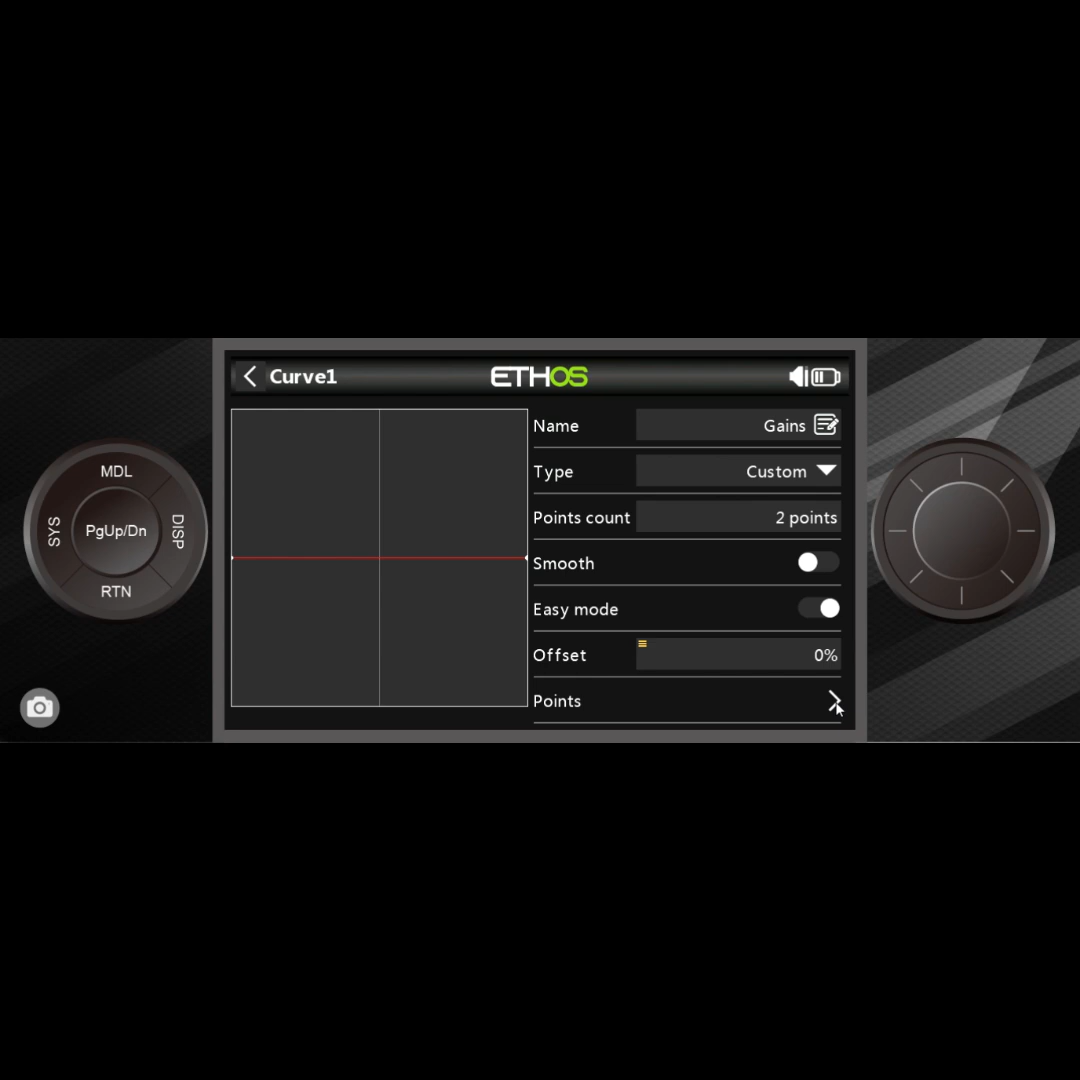 Curve1
ETHOS
Name
Gains
Type
Custom
Points count
2 points
Smooth
Easy mode
Offset
0%
Points
MDL
SYS
PgUp/Dn
DISP
RTN